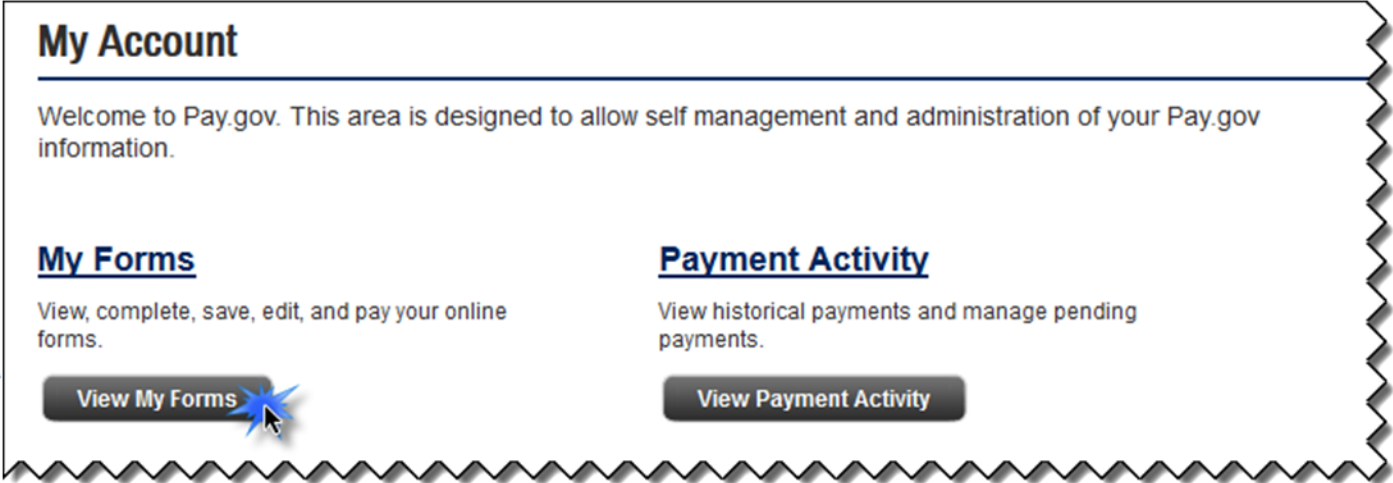 My Account
Welcome to Pay.gov. This area is designed to allow self management and administration of your Pay.gov
information.
My Forms
View, complete, save, edit, and pay your online
forms.
View My Forms
Payment Activity
View historical payments and manage pending
payments.
View Payment Activity